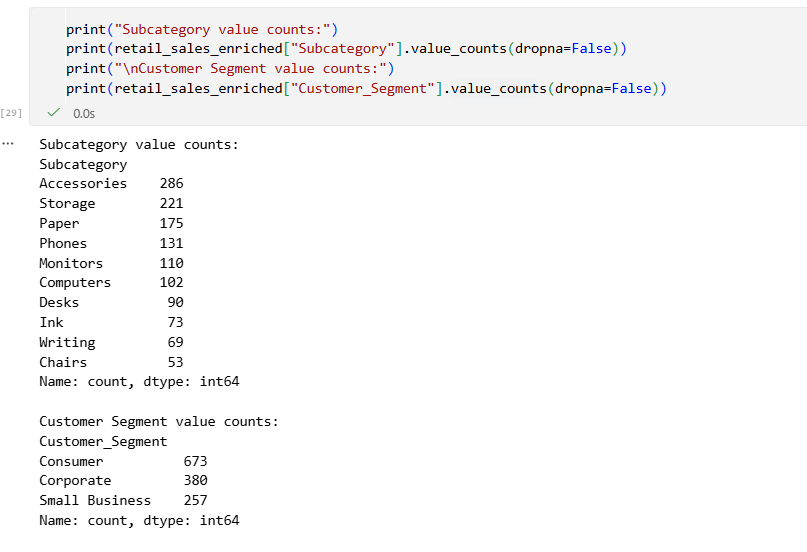 print("Subcategory value counts:")
print(retail_sales_enriched["Subcategory"].value_counts(dropna=False))
print("\nCustomer Segment value counts:")
print(retail_sales_enriched["Customer_Segment"].value_counts(dropna=False))
[29] ✓ 0.0s
... Subcategory value counts:
Subcategory
Accessories    286
Storage        221
Paper          175
Phones         131
Monitors       110
Computers      102
Desks           90
Ink             73
Writing         69
Chairs          53
Name: count, dtype: int64

Customer Segment value counts:
Customer_Segment
Consumer          673
Corporate         380
Small Business    257
Name: count, dtype: int64